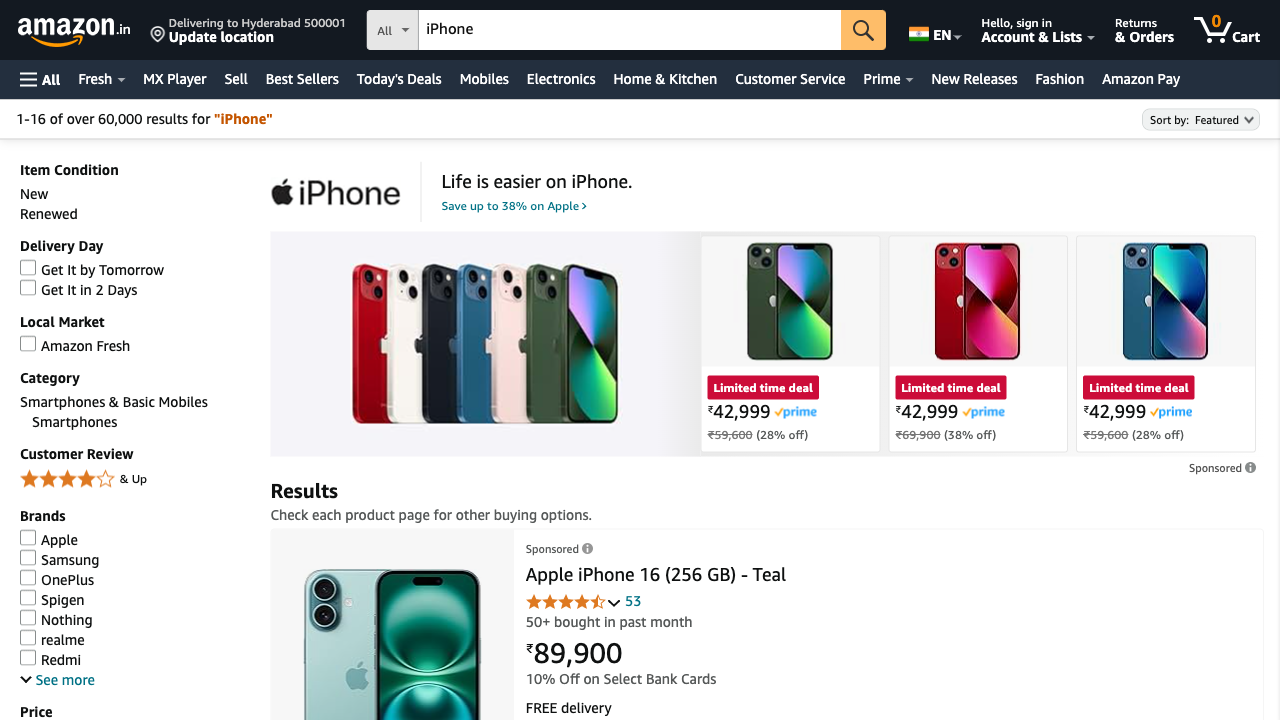 amazon.in
Delivering to Hyderabad 500001
Update location
All
iPhone
EN
Hello, sign in
Account & Lists
Returns
& Orders
0
Cart
All
Fresh
MX Player
Sell
Best Sellers
Today's Deals
Mobiles
Electronics
Home & Kitchen
Customer Service
Prime
New Releases
Fashion
Amazon Pay
1-16 of over 60,000 results for "iPhone"
Sort by: Featured
Item Condition
New
Renewed
Delivery Day
Get It by Tomorrow
Get It in 2 Days
Local Market
Amazon Fresh
Category
Smartphones & Basic Mobiles
Smartphones
Customer Review
& Up
Brands
Apple
Samsung
OnePlus
Spigen
Nothing
realme
Redmi
See more
Price
iPhone
Life is easier on iPhone.
Save up to 38% on Apple ›
Limited time deal
₹42,999 prime
₹59,600 (28% off)
Limited time deal
₹42,999 prime
₹69,900 (38% off)
Limited time deal
₹42,999 prime
₹59,600 (28% off)
Sponsored
Results
Check each product page for other buying options.
Sponsored
Apple iPhone 16 (256 GB) - Teal
53
50+ bought in past month
₹89,900
10% Off on Select Bank Cards
FREE delivery